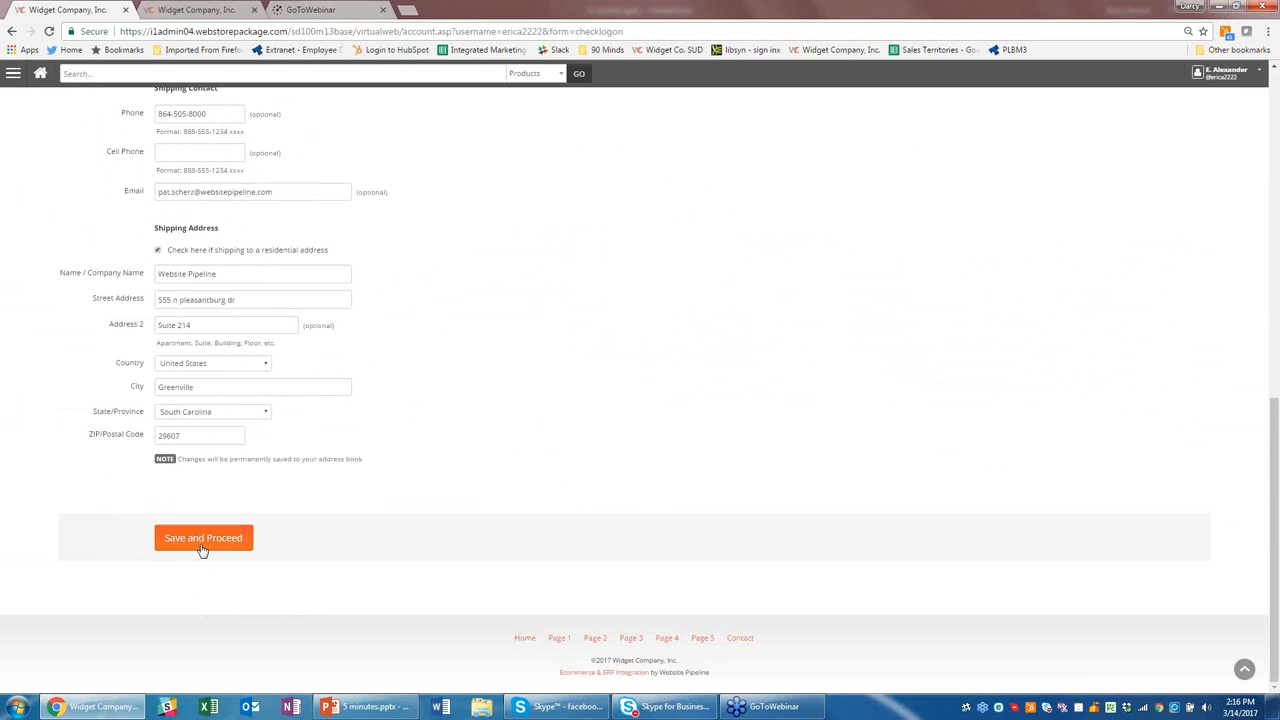 Widget Company, Inc.
Widget Company, Inc.
GoToWebinar
Darcy
Secure
https://i1admin04.webstorepackage.com/sd100m13base/virtualweb/account.asp?username=erica2222&form=checklogon
Apps
Home
Bookmarks
Imported From Firefox
Extranet - Employee
Login to HubSpot
Integrated Marketing
90 Minds
Widget Co. SUD
libsyn - sign inx
Widget Company, Inc.
Sales Territories - Go
PLBM3
Other bookmarks
Search...
Products
GO
E. Alexander
@erica2222
Shipping Contact
Phone
864-505-8000
(optional)
Format: 888-555-1234 xxxx
Cell Phone
(optional)
Format: 888-555-1234 xxxx
Email
pat.scherz@websitepipeline.com
(optional)
Shipping Address
Check here if shipping to a residential address
Name / Company Name
Website Pipeline
Street Address
555 n pleasantburg dr
Address 2
Suite 214
(optional)
Apartment, Suite, Building, Floor, etc.
Country
United States
City
Greenville
State/Province
South Carolina
ZIP/Postal Code
29607
NOTE Changes will be permanently saved to your address book
Save and Proceed
Home Page 1 Page 2 Page 3 Page 4 Page 5 Contact
©2017 Widget Company, Inc.
Ecommerce & ERP Integration by Website Pipeline
Widget Company...
5 minutes.pptx - ...
Skype™ - faceboo...
Skype for Business...
GoToWebinar
2:16 PM
3/14/2017